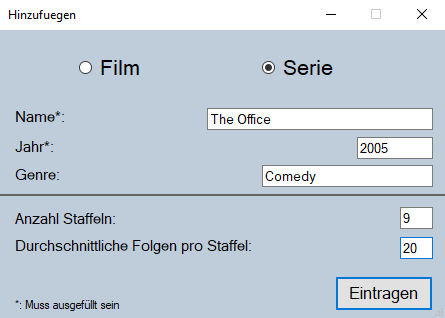 Hinzufuegen
Film Serie
Name*: The Office
Jahr*: 2005
Genre: Comedy
Anzahl Staffeln: 9
Durchschnittliche Folgen pro Staffel: 20
Eintragen
*: Muss ausgefüllt sein